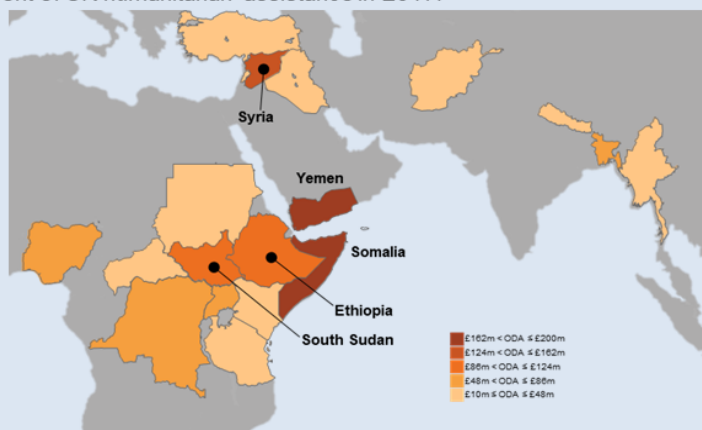 Syria
Yemen
Somalia
Ethiopia
South Sudan
£162m < ODA ≤ £200m
£124m < ODA ≤ £162m
£86m < ODA ≤ £124m
£48m < ODA ≤ £86m
£10m ≤ ODA ≤ £48m